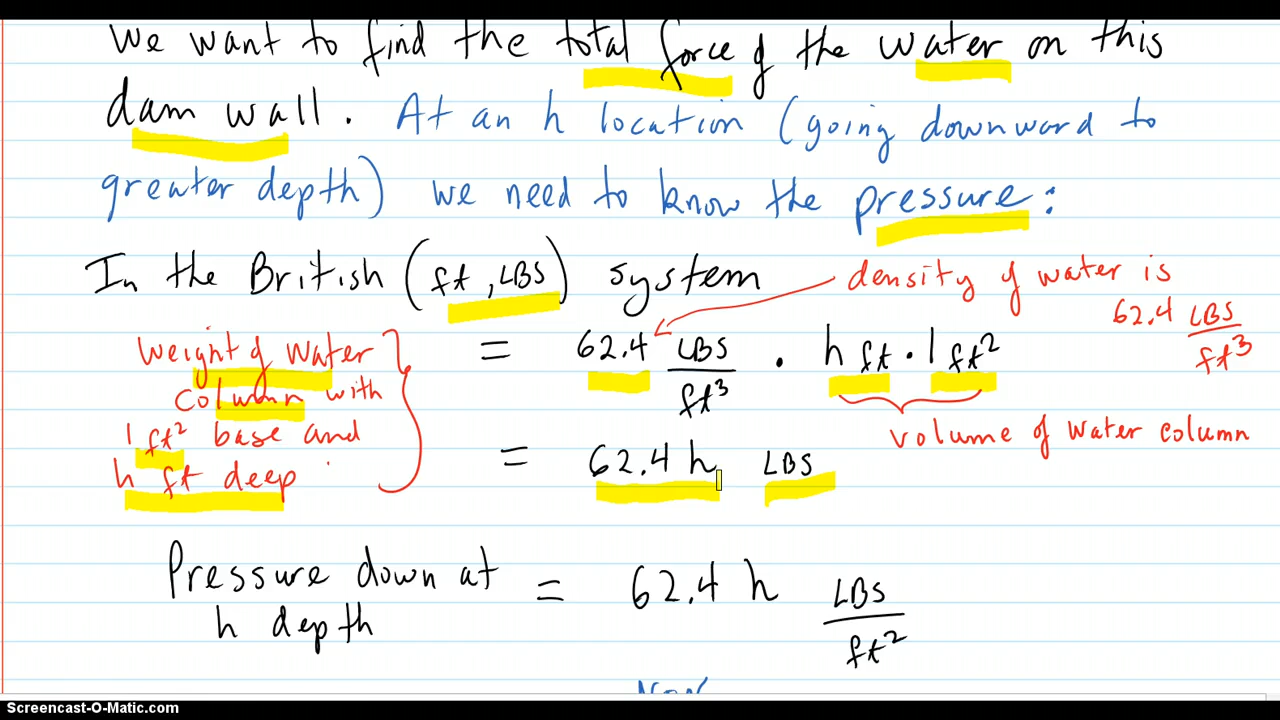 We want to find the total force of the water on this
dam wall. At an h location (going downward to
greater depth) we need to know the pressure:
In the British (ft, LBS) system
density of water is
62.4 LBS/ft³
Weight of water
column with
1 ft² base and
h ft deep
= 62.4 LBS/ft³ · h ft · 1 ft²
volume of water column
= 62.4 h LBS
Pressure down at
h depth
= 62.4 h LBS/ft²
Now
Screencast-O-Matic.com